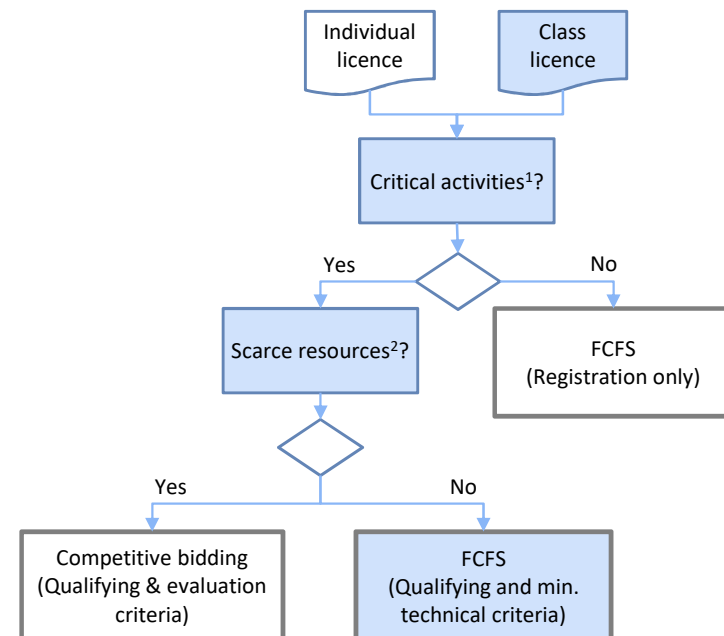 Individual
licence
Class
licence
Critical activities¹?
Yes
No
Scarce resources²?
FCFS
(Registration only)
Yes
No
Competitive bidding
(Qualifying & evaluation
criteria)
FCFS
(Qualifying and min.
technical criteria)